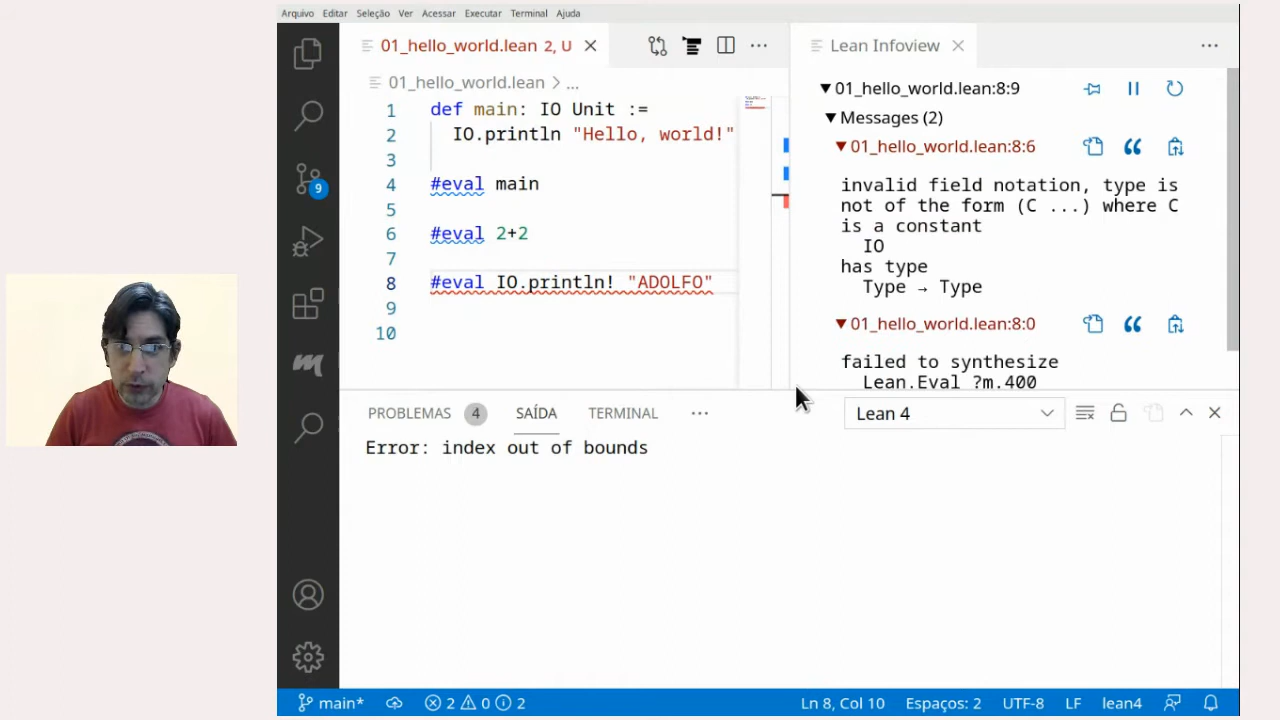 Arquivo Editar Seleção Ver Acessar Executar Terminal Ajuda
01_hello_world.lean 2, U
01_hello_world.lean > ...
1 def main: IO Unit :=
2 IO.println "Hello, world!"
3
4 #eval main
5
6 #eval 2+2
7
8 #eval IO.println! "ADOLFO"
9
10
Lean Infoview
01_hello_world.lean:8:9
Messages (2)
01_hello_world.lean:8:6
invalid field notation, type is
not of the form (C ...) where C
is a constant
IO
has type
Type → Type
01_hello_world.lean:8:0
failed to synthesize
Lean.Eval ?m.400
9
PROBLEMAS 4 SAÍDA TERMINAL ... Lean 4
Error: index out of bounds
main* 2 0 2 Ln 8, Col 10 Espaços: 2 UTF-8 LF lean4